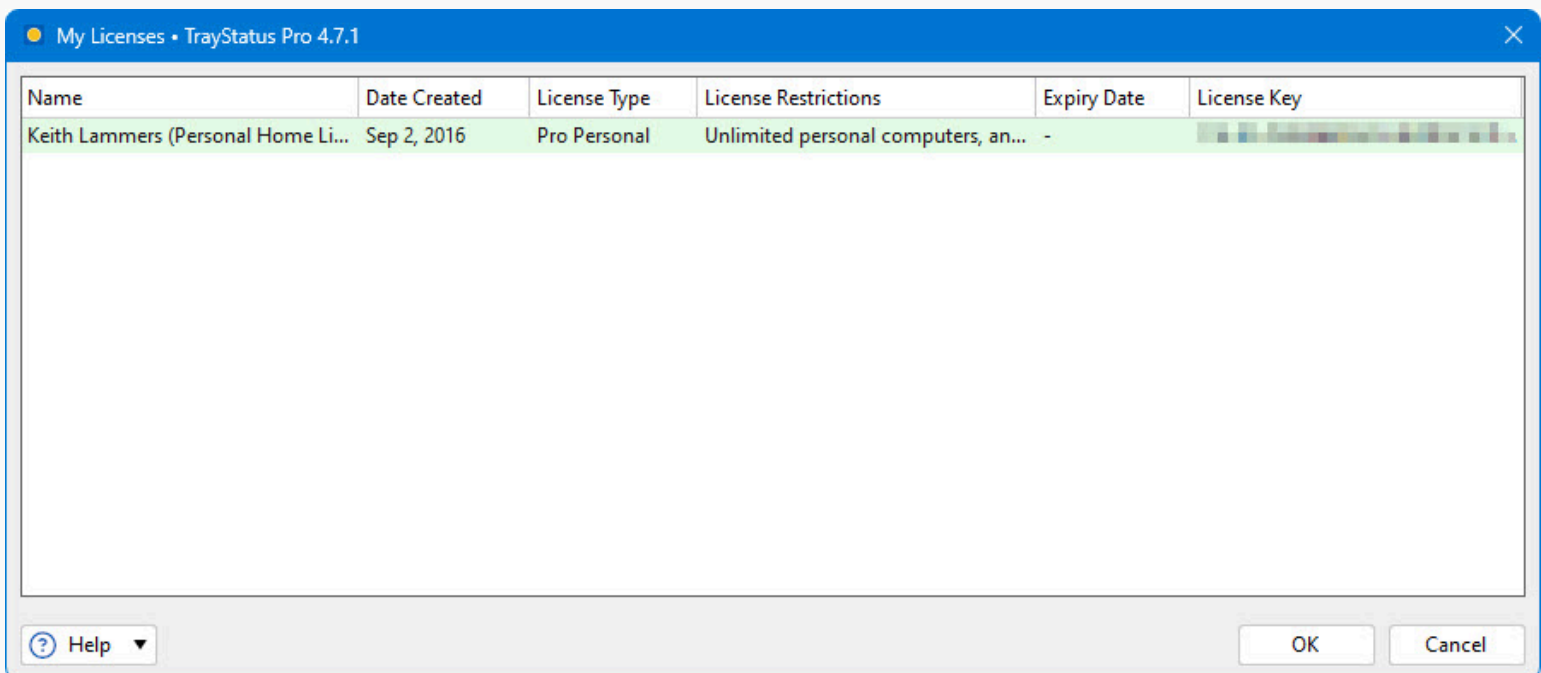 My Licenses • TrayStatus Pro 4.7.1
Name Date Created License Type License Restrictions Expiry Date License Key
Keith Lammers (Personal Home Li... Sep 2, 2016 Pro Personal Unlimited personal computers, an... -
Help OK Cancel